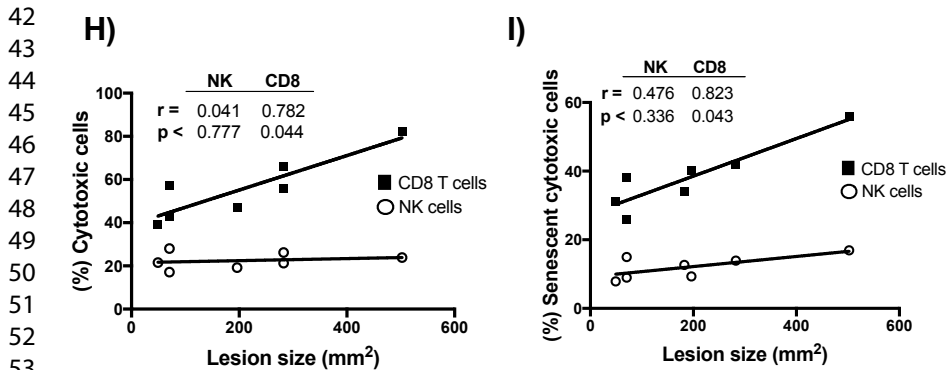 42
43
44
45
46
47
48
49
50
51
52
53
H)
NK CD8
r = 0.041 0.782
p < 0.777 0.044
(%) Cytotoxic cells
100
80
60
40
20
0
0 200 400 600
Lesion size (mm²)
CD8 T cells
NK cells
I)
NK CD8
r = 0.476 0.823
p < 0.336 0.043
(%) Senescent cytotoxic cells
60
40
20
0
0 200 400 600
Lesion size (mm²)
CD8 T cells
NK cells